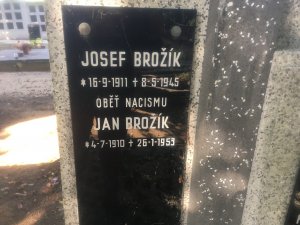 JOSEF BROŽÍK
*16-9-1911 +8-5-1945
OBĚŤ NACISMU
JAN BROŽÍK
*4-7-1910 +26-1-1953